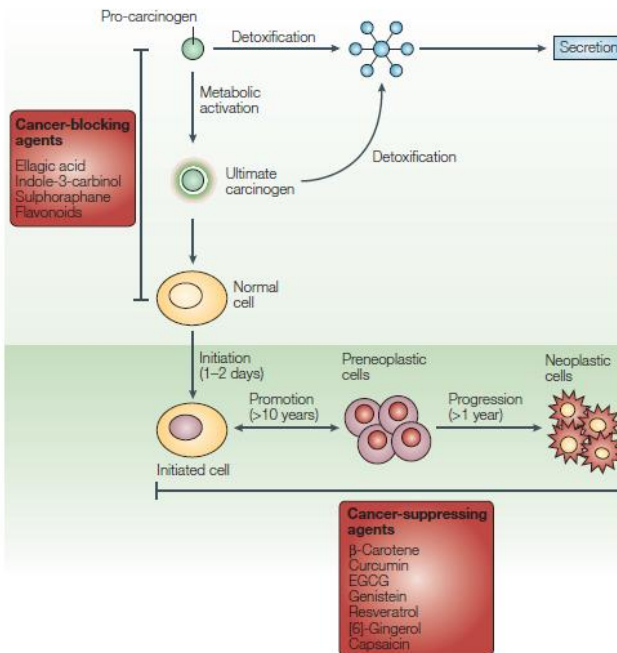 Pro-carcinogen
Detoxification
Secretion
Metabolic
activation
Cancer-blocking
agents
Ellagic acid
Indole-3-carbinol
Sulphoraphane
Flavonoids
Ultimate
carcinogen
Detoxification
Normal
cell
Initiation
(1–2 days)
Preneoplastic
cells
Neoplastic
cells
Promotion
(>10 years)
Progression
(>1 year)
Initiated cell
Cancer-suppressing
agents
β-Carotene
Curcumin
EGCG
Genistein
Resveratrol
[6]-Gingerol
Capsaicin